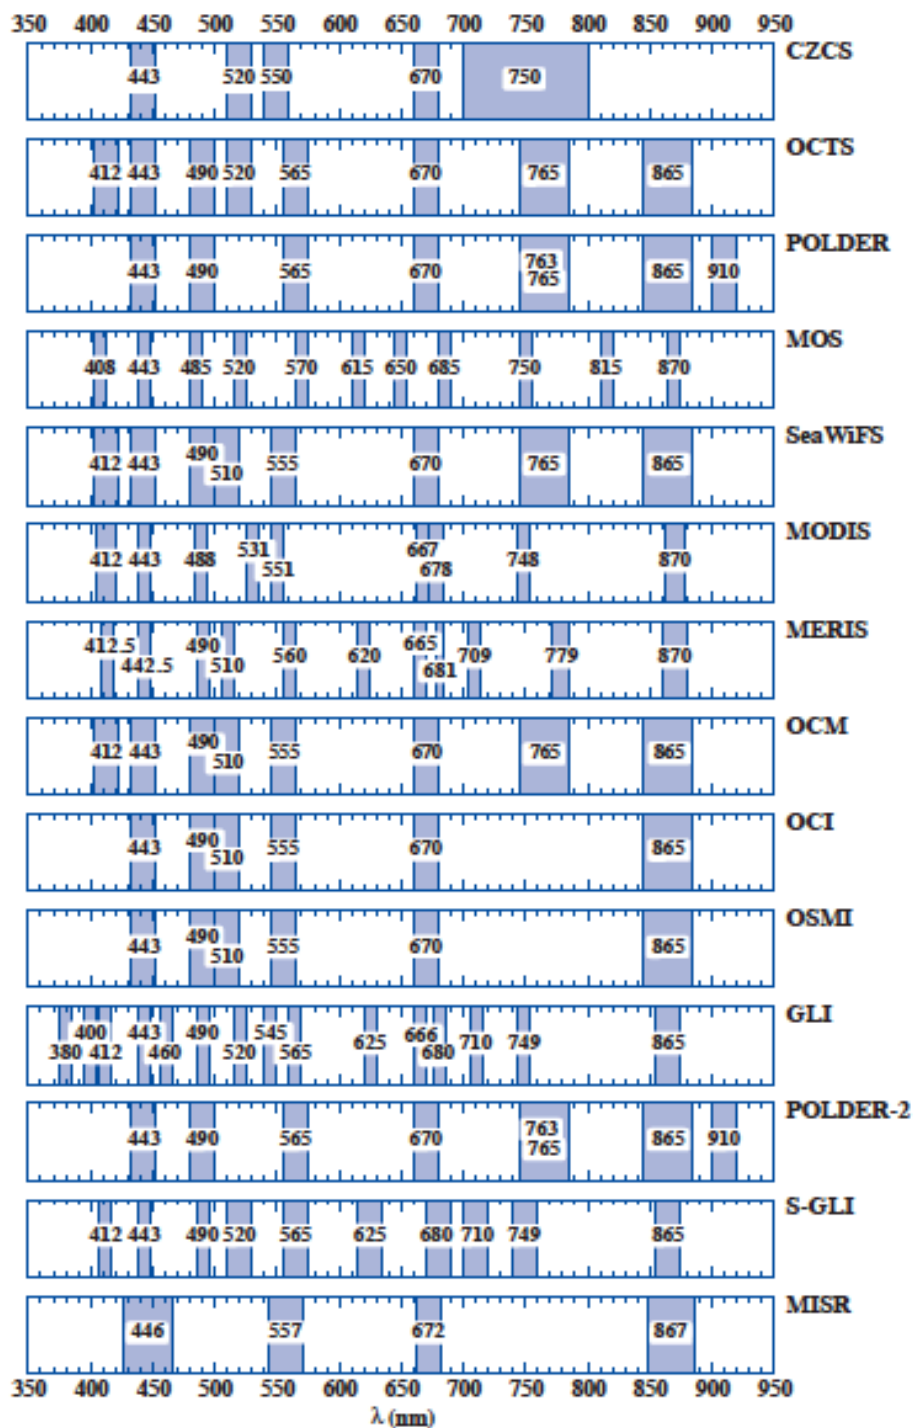 350 400 450 500 550 600 650 700 750 800 850 900 950
CZCS
443 520 550 670 750
OCTS
412 443 490 520 565 670 765 865
POLDER
443 490 565 670 763 765 865 910
MOS
408 443 485 520 570 615 650 685 750 815 870
SeaWiFS
412 443 490 510 555 670 765 865
MODIS
412 443 488 531 551 667 678 748 870
MERIS
412.5 442.5 490 510 560 620 665 681 709 779 870
OCM
412 443 490 510 555 670 765 865
OCI
443 490 510 555 670 865
OSMI
443 490 510 555 670 865
GLI
380 400 412 443 460 490 520 545 565 625 666 680 710 749 865
POLDER-2
443 490 565 670 763 765 865 910
S-GLI
412 443 490 520 565 625 680 710 749 865
MISR
446 557 672 867
350 400 450 500 550 600 650 700 750 800 850 900 950
λ (nm)